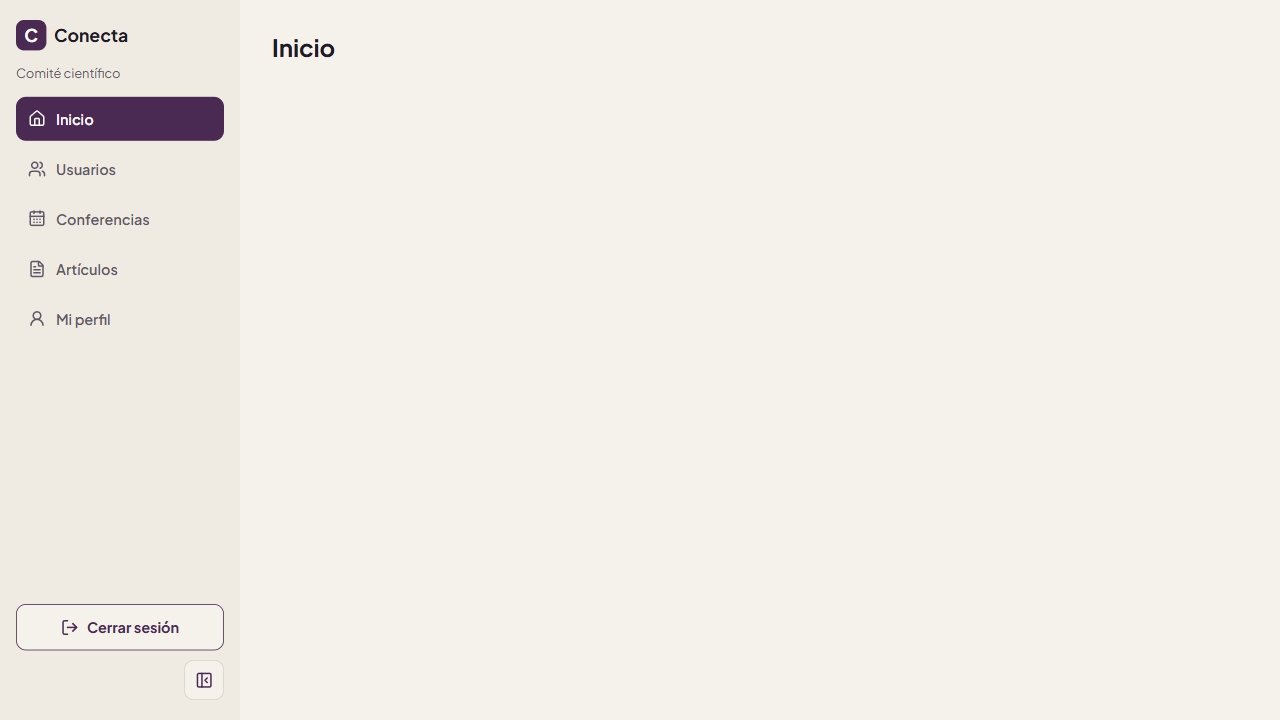 C Conecta
Comité científico
Inicio
Usuarios
Conferencias
Artículos
Mi perfil
Cerrar sesión
Inicio